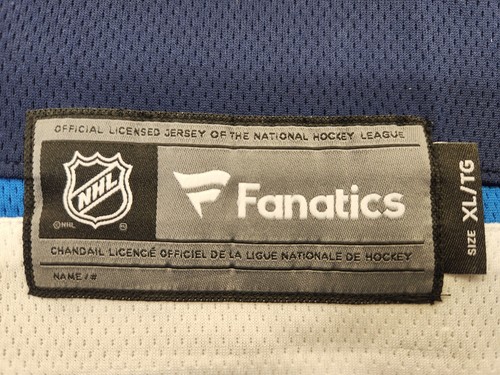 OFFICIAL LICENSED JERSEY OF THE NATIONAL HOCKEY LEAGUE
NHL
©NHL
Fanatics
CHANDAIL LICENCIÉ OFFICIEL DE LA LIGUE NATIONALE DE HOCKEY
NAME / #
SIZE XL/TG